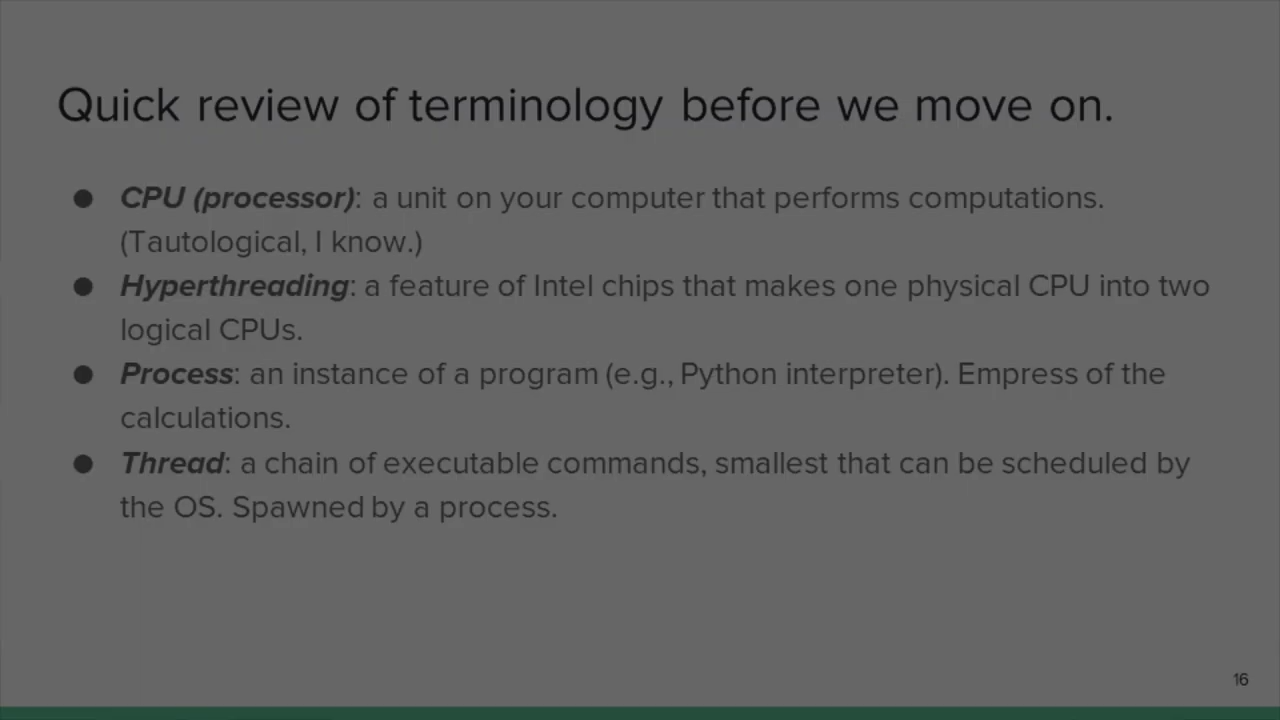 Quick review of terminology before we move on.
● CPU (processor): a unit on your computer that performs computations.
(Tautological, I know.)
● Hyperthreading: a feature of Intel chips that makes one physical CPU into two
logical CPUs.
● Process: an instance of a program (e.g., Python interpreter). Empress of the
calculations.
● Thread: a chain of executable commands, smallest that can be scheduled by
the OS. Spawned by a process.
16